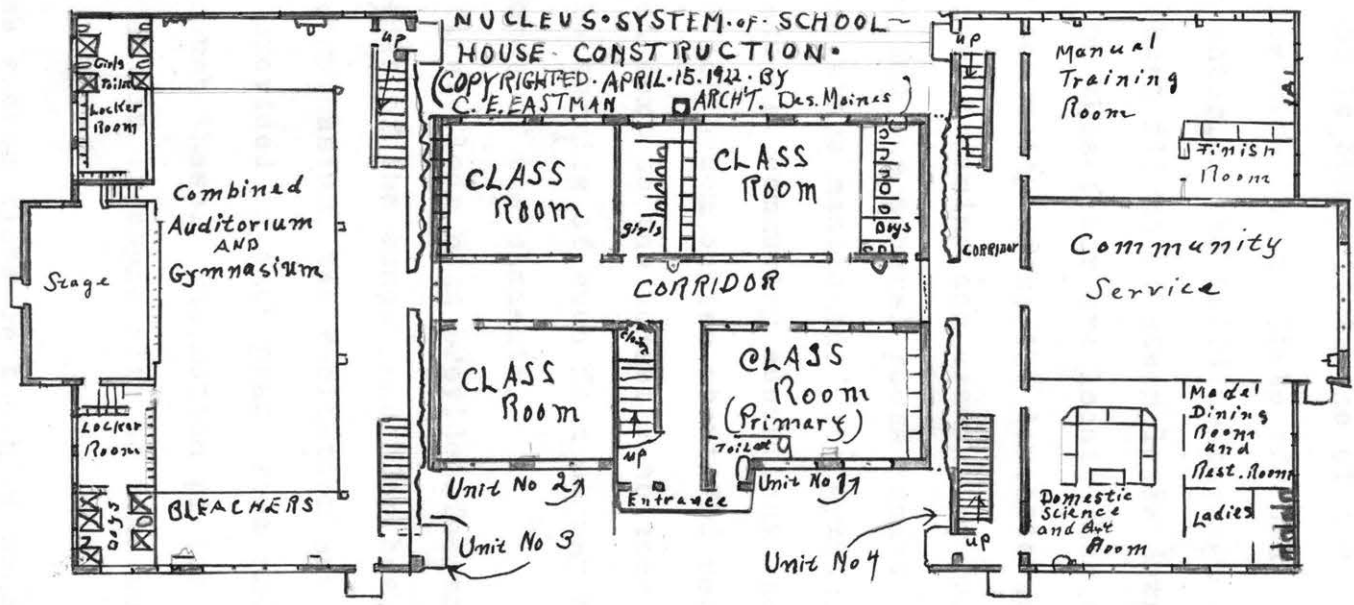 NUCLEUS·SYSTEM·OF·SCHOOL~
HOUSE·CONSTRUCTION·
(COPYRIGHTED·APRIL·15·1922·BY
C. E. EASTMAN ARCH'T. Des. Moines
Girls
Toilet
Locker
Room
Combined
Auditorium
AND
Gymnasium
Stage
Locker
Room
Boys
BLEACHERS
up
CLASS
Room
girls
CLASS
Room
Boys
CORRIDOR
CLASS
Room
up
CLASS
Room
(Primary)
Toilet
Entrance
Unit No 2
Unit No 1
Unit No 3
Unit No 4
up
CORRIDOR
up
Manual
Training
Room
Finish
Room
Community
Service
Model
Dining
Room
and
Rest. Room
Domestic
Science
and Art
Room
Ladies